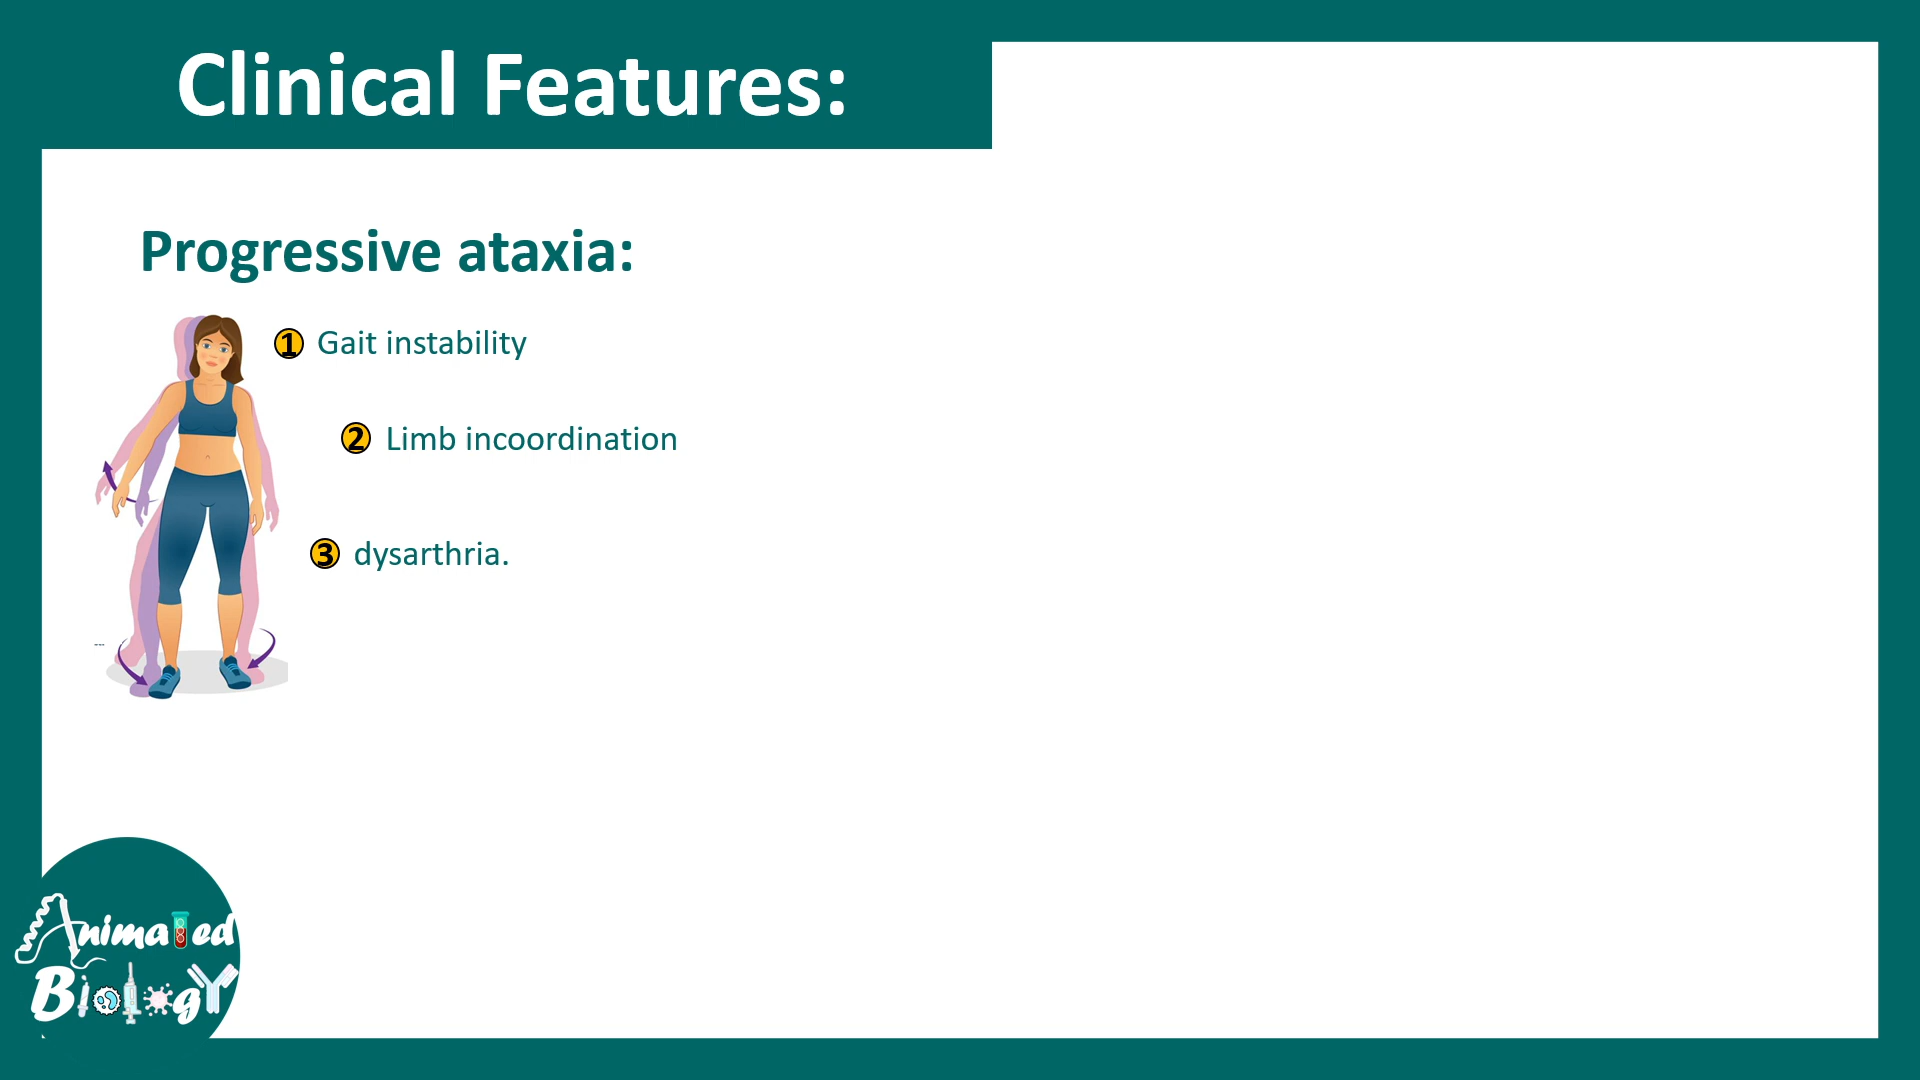 Clinical Features:
Progressive ataxia:
1 Gait instability
2 Limb incoordination
3 dysarthria.
---
Animated
Biology